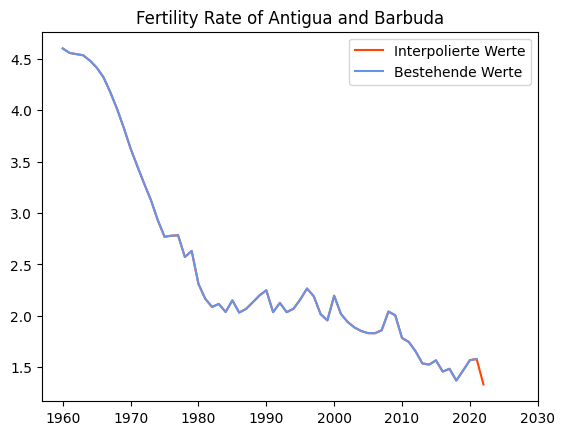 Fertility Rate of Antigua and Barbuda
Interpolierte Werte
Bestehende Werte
4.5
4.0
3.5
3.0
2.5
2.0
1.5
1960 1970 1980 1990 2000 2010 2020 2030